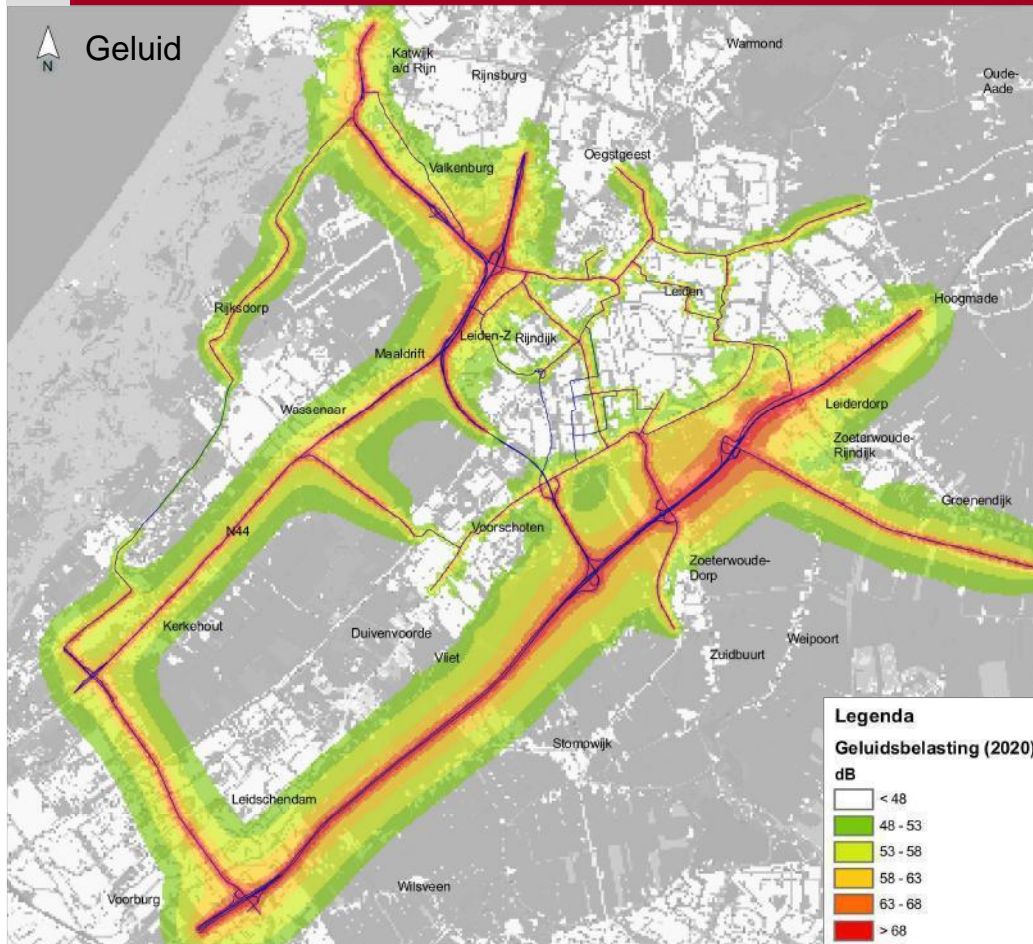 Geluid
N
Katwijk
a/d Rijn
Rijnsburg
Warmond
Oude-
Aade
Valkenburg
Oegstgeest
Rijksdorp
Leiden
Hoogmade
Maaldrift
Leiden-Z
Rijndijk
Wassenaar
Leiderdorp
Zoeterwoude-
Rijndijk
Groenendijk
N44
Voorschoten
Zoeterwoude-
Dorp
Kerkehout
Duivenvoorde
Weipoort
Zuidbuurt
Vliet
Stompwijk
Leidschendam
Voorburg
Wilsveen
Legenda
Geluidsbelasting (2020)
dB
< 48
48 - 53
53 - 58
58 - 63
63 - 68
> 68